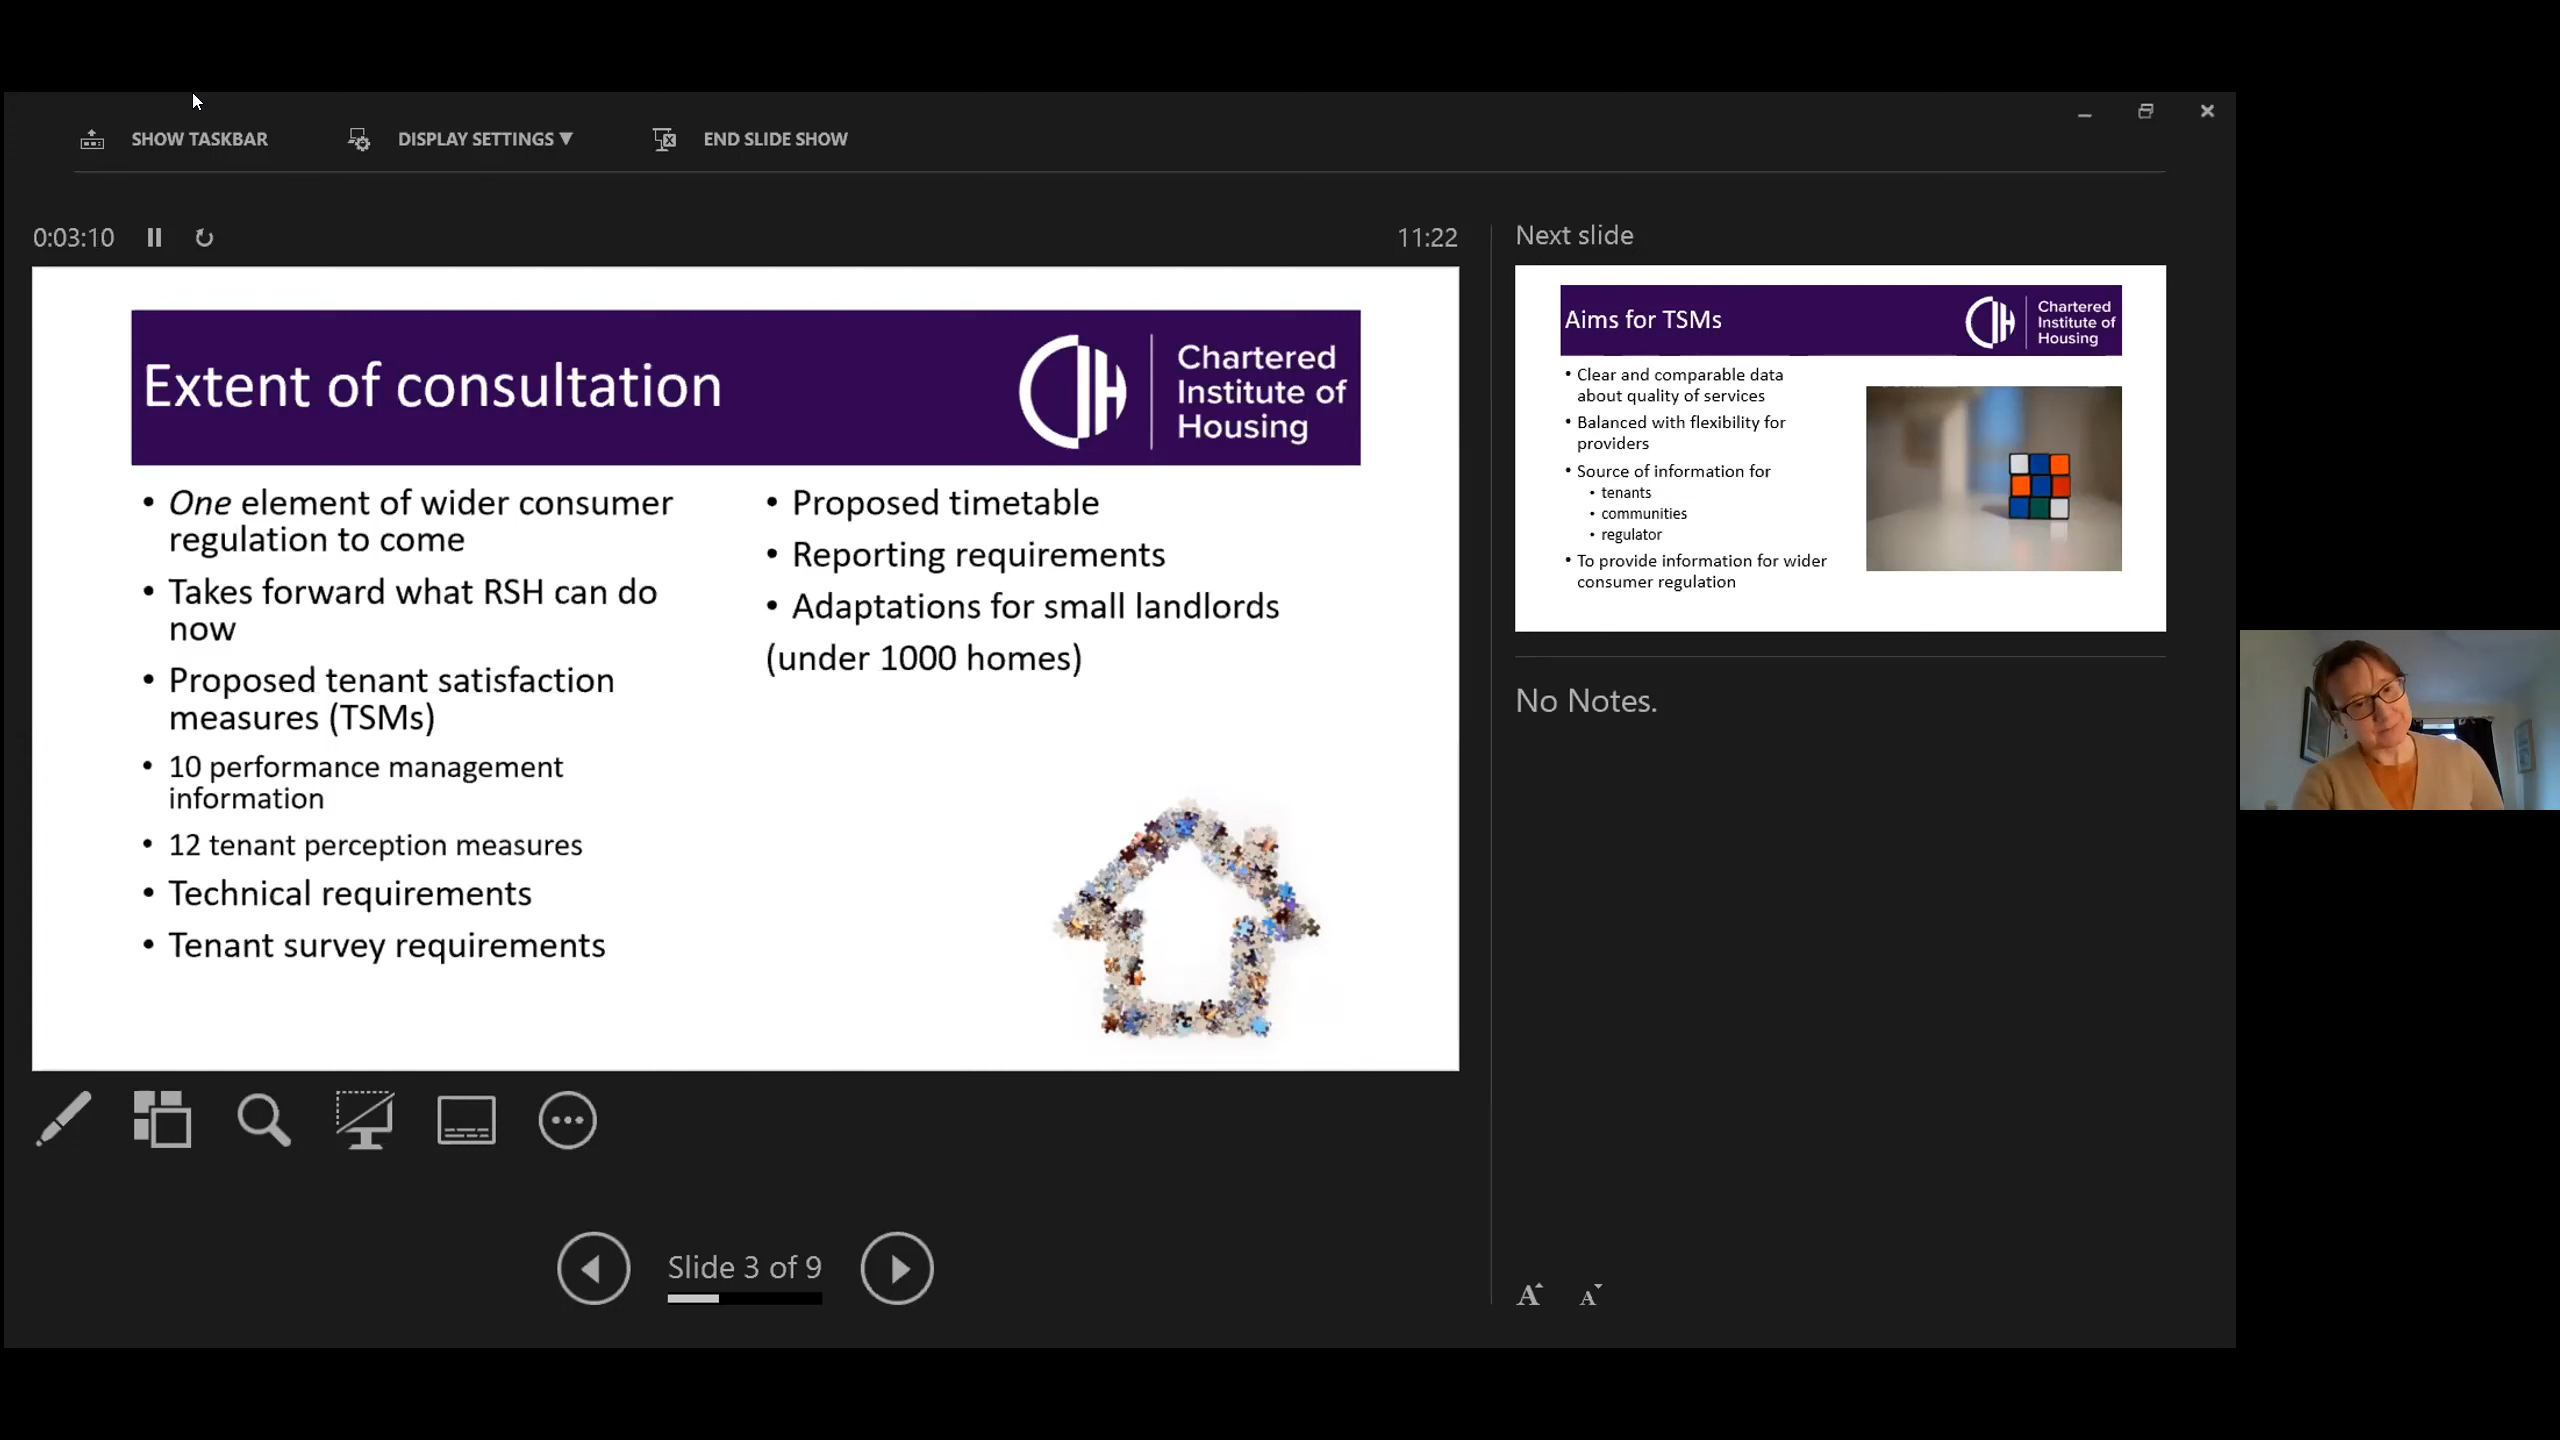 SHOW TASKBAR
DISPLAY SETTINGS ▼
END SLIDE SHOW
0:03:10
11:22
Extent of consultation
CIH
Chartered
Institute of
Housing
• One element of wider consumer
regulation to come
• Takes forward what RSH can do
now
• Proposed tenant satisfaction
measures (TSMs)
• 10 performance management
information
• 12 tenant perception measures
• Technical requirements
• Tenant survey requirements
• Proposed timetable
• Reporting requirements
• Adaptations for small landlords
(under 1000 homes)
Slide 3 of 9
Next slide
Aims for TSMs
CIH
Chartered
Institute of
Housing
• Clear and comparable data
about quality of services
• Balanced with flexibility for
providers
• Source of information for
• tenants
• communities
• regulator
• To provide information for wider
consumer regulation
No Notes.
A A